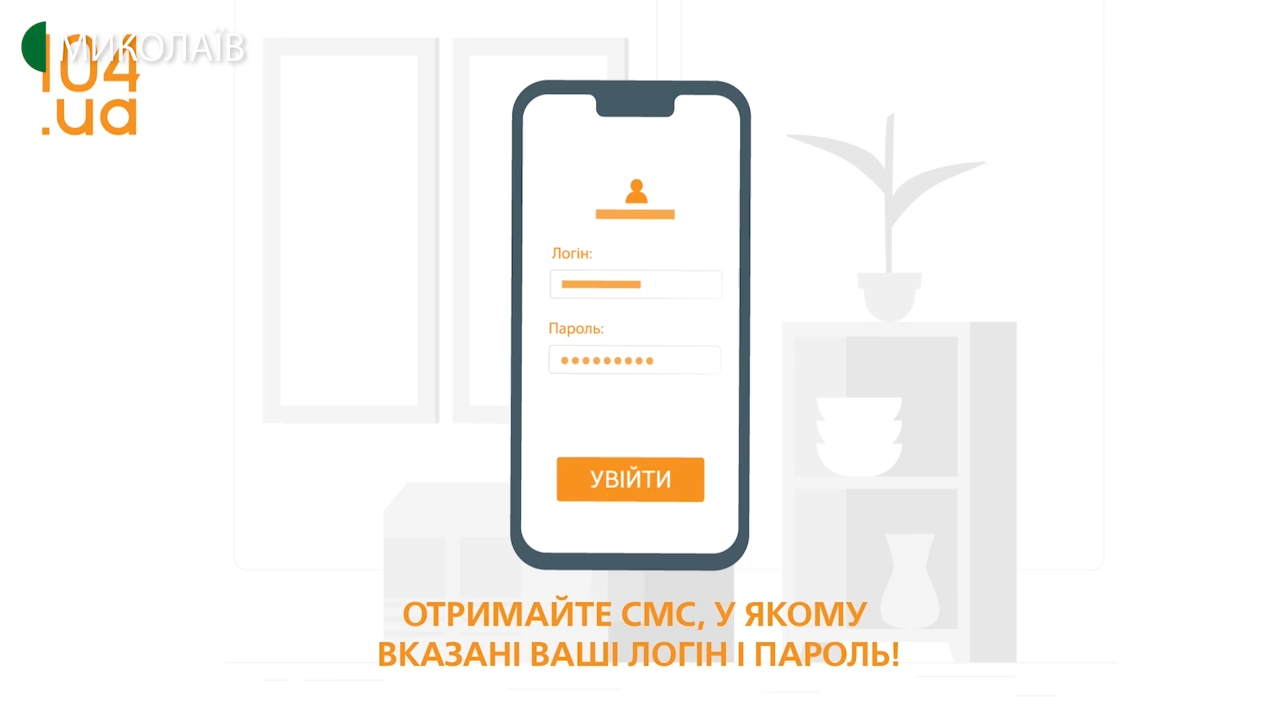 МИКОЛАЇВ
104
.ua
Логін:
Пароль:
УВІЙТИ
ОТРИМАЙТЕ СМС, У ЯКОМУ
ВКАЗАНІ ВАШІ ЛОГІН І ПАРОЛЬ!